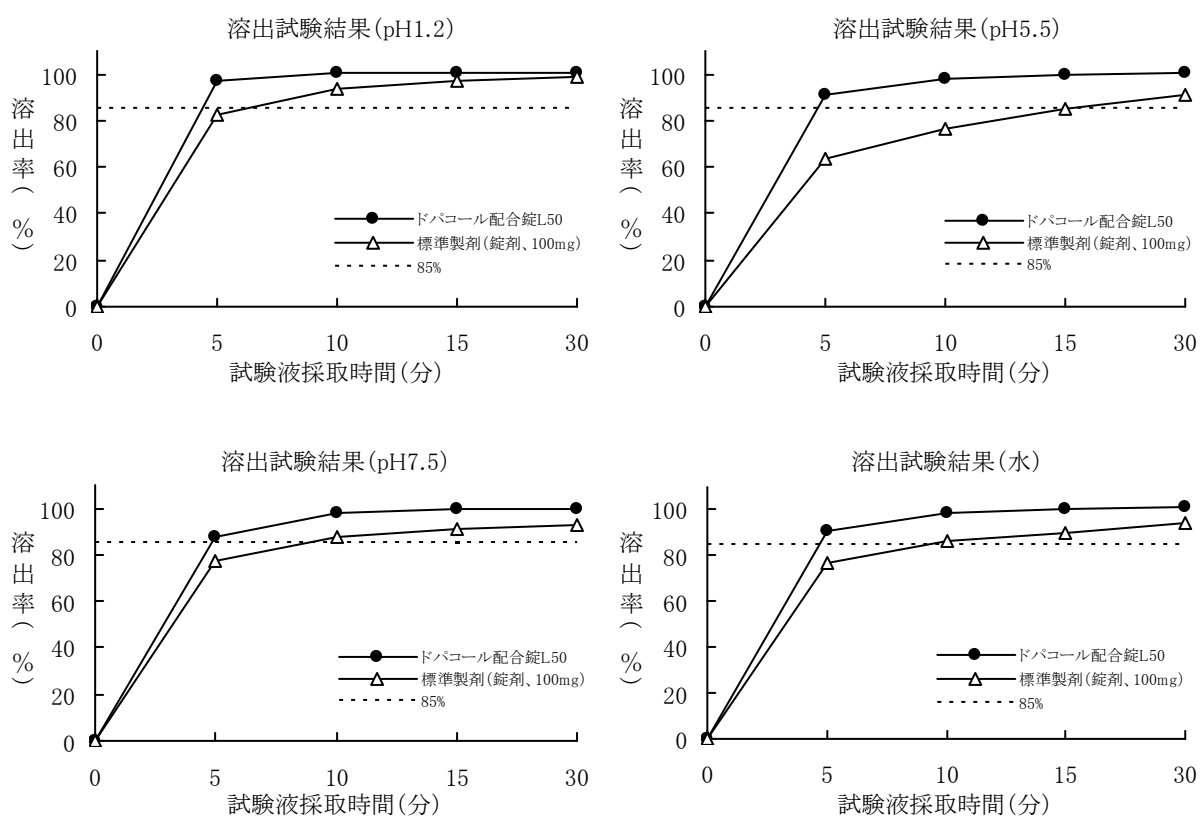 溶出試験結果(pH1.2)
100
80
60
40
20
0
溶出率(%)
ドパコール配合錠L50
標準製剤(錠剤、100mg)
85%
0 5 10 15 30
試験液採取時間(分)
溶出試験結果(pH5.5)
100
80
60
40
20
0
溶出率(%)
ドパコール配合錠L50
標準製剤(錠剤、100mg)
85%
0 5 10 15 30
試験液採取時間(分)
溶出試験結果(pH7.5)
100
80
60
40
20
0
溶出率(%)
ドパコール配合錠L50
標準製剤(錠剤、100mg)
85%
0 5 10 15 30
試験液採取時間(分)
溶出試験結果(水)
100
80
60
40
20
0
溶出率(%)
ドパコール配合錠L50
標準製剤(錠剤、100mg)
85%
0 5 10 15 30
試験液採取時間(分)